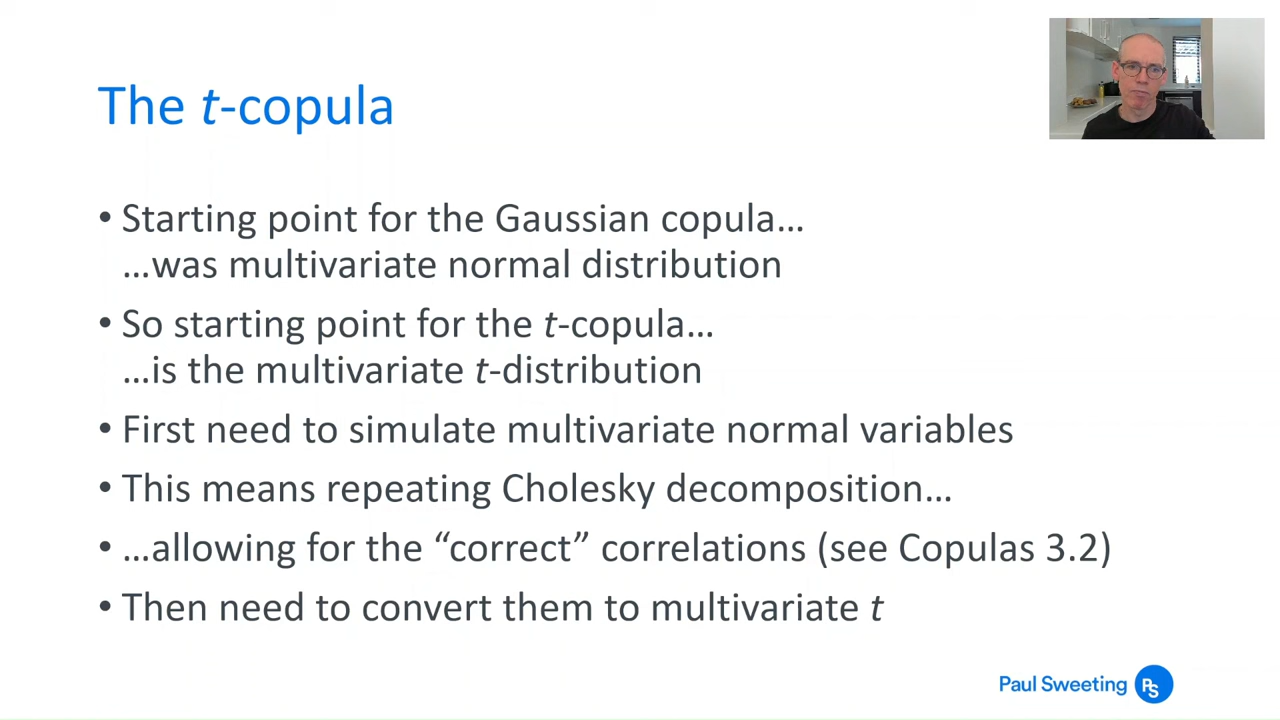 The t-copula
• Starting point for the Gaussian copula…
…was multivariate normal distribution
• So starting point for the t-copula…
…is the multivariate t-distribution
• First need to simulate multivariate normal variables
• This means repeating Cholesky decomposition…
• …allowing for the “correct” correlations (see Copulas 3.2)
• Then need to convert them to multivariate t
Paul Sweeting PS